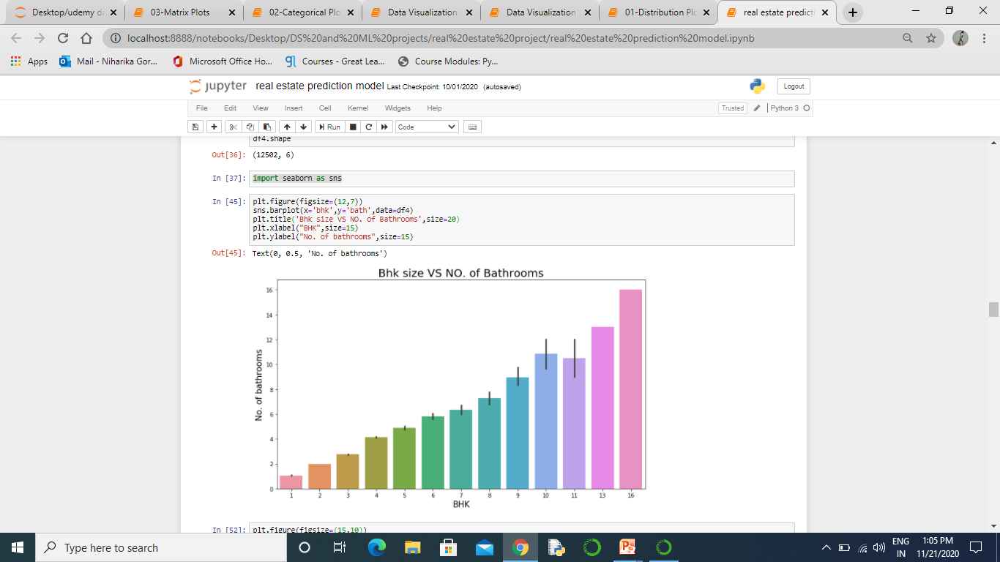 Desktop/udemy da
03-Matrix Plots
02-Categorical Plo
Data Visualization
Data Visualization
01-Distribution Plo
real estate predicti
localhost:8888/notebooks/Desktop/DS%20and%20ML%20projects/real%20estate%20project/real%20estate%20prediction%20model.ipynb
Apps
Mail - Niharika Gor...
Microsoft Office Ho...
gl Courses - Great Lea...
Course Modules: Py...
jupyter real estate prediction model Last Checkpoint: 10/01/2020 (autosaved)
Logout
File Edit View Insert Cell Kernel Widgets Help
Trusted
Python 3
Run
Code
df4.shape
Out[36]: (12502, 6)
In [37]: import seaborn as sns
In [45]: plt.figure(figsize=(12,7))
sns.barplot(x='bhk',y='bath',data=df4)
plt.title('Bhk size VS NO. of Bathrooms',size=20)
plt.xlabel("BHK",size=15)
plt.ylabel("No. of bathrooms",size=15)
Out[45]: Text(0, 0.5, 'No. of bathrooms')
Bhk size VS NO. of Bathrooms
No. of bathrooms
16
14
12
10
8
6
4
2
0
1 2 3 4 5 6 7 8 9 10 11 13 16
BHK
In [52]: plt.figure(figsize=(15,10))
Type here to search
ENG
IN
1:05 PM
11/21/2020